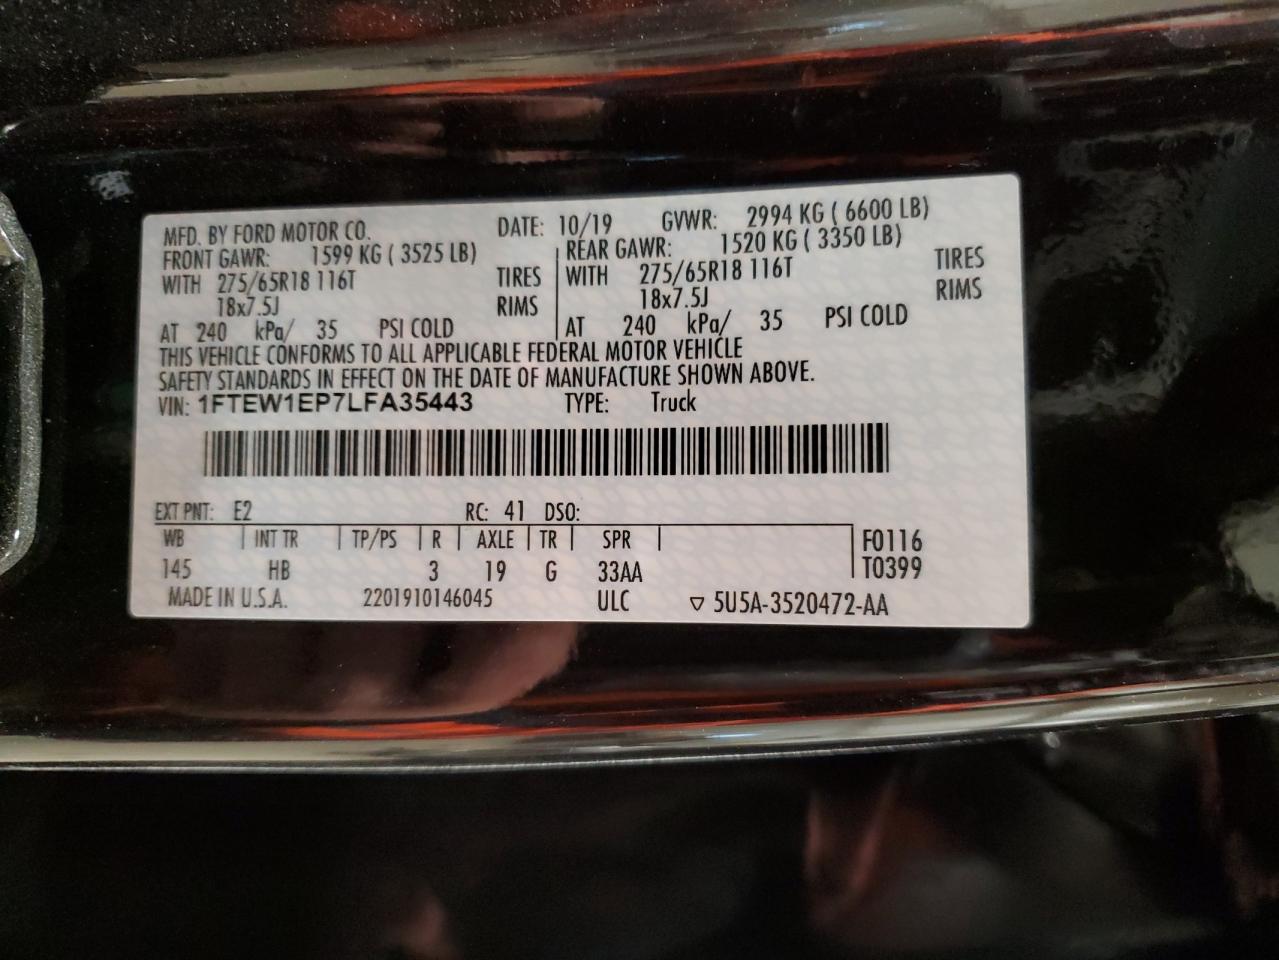 MFD. BY FORD MOTOR CO. DATE: 10/19 GVWR: 2994 KG ( 6600 LB)
FRONT GAWR: 1599 KG ( 3525 LB) REAR GAWR: 1520 KG ( 3350 LB)
WITH 275/65R18 116T TIRES WITH 275/65R18 116T TIRES
18x7.5J RIMS 18x7.5J RIMS
AT 240 kPa/ 35 PSI COLD AT 240 kPa/ 35 PSI COLD
THIS VEHICLE CONFORMS TO ALL APPLICABLE FEDERAL MOTOR VEHICLE
SAFETY STANDARDS IN EFFECT ON THE DATE OF MANUFACTURE SHOWN ABOVE.
VIN: 1FTEW1EP7LFA35443 TYPE: Truck
EXT PNT: E2 RC: 41 DSO:
WB INT TR TP/PS R AXLE TR SPR F0116
145 HB 3 19 G 33AA T0399
MADE IN U.S.A. 2201910146045 ULC ▽ 5U5A-3520472-AA